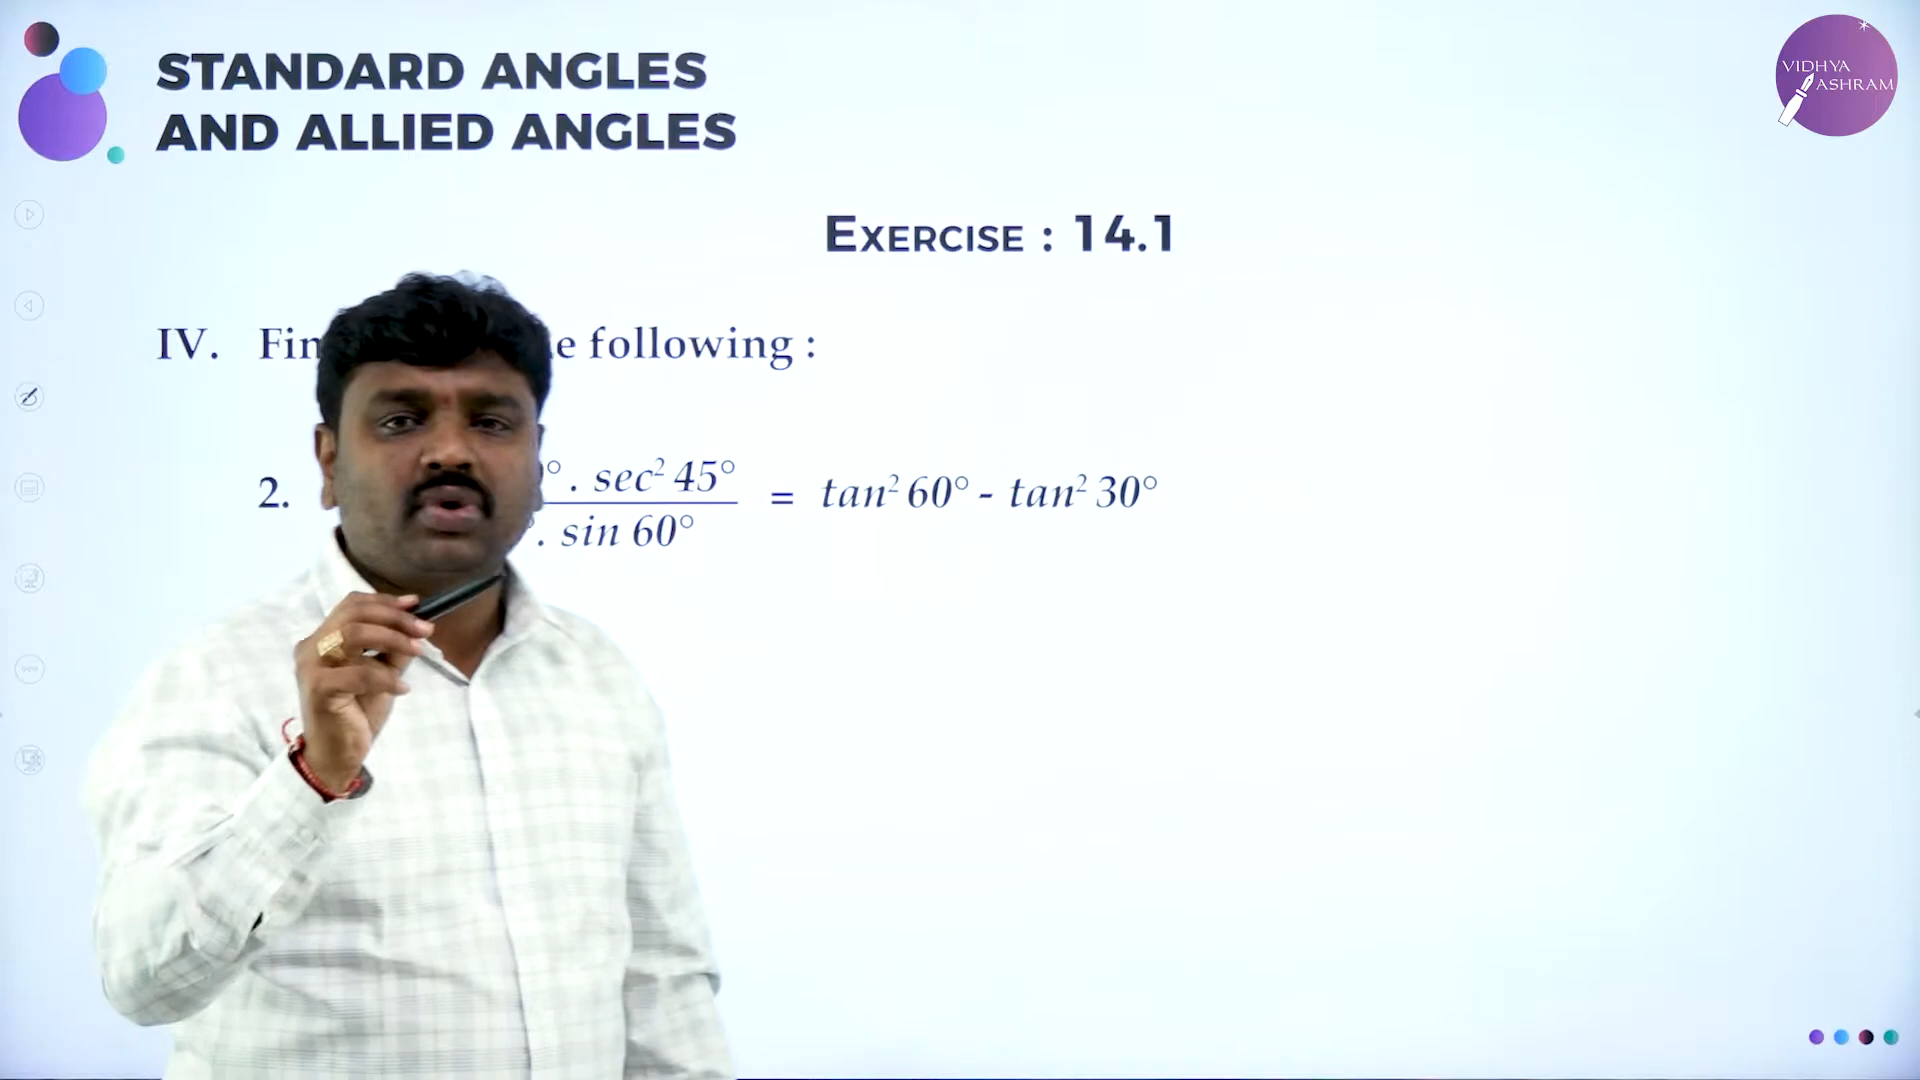 STANDARD ANGLES
AND ALLIED ANGLES
VIDHYA
ASHRAM
EXERCISE : 14.1
IV. following :
2. ° . sec² 45° = tan² 60° - tan² 30°
. sin 60°